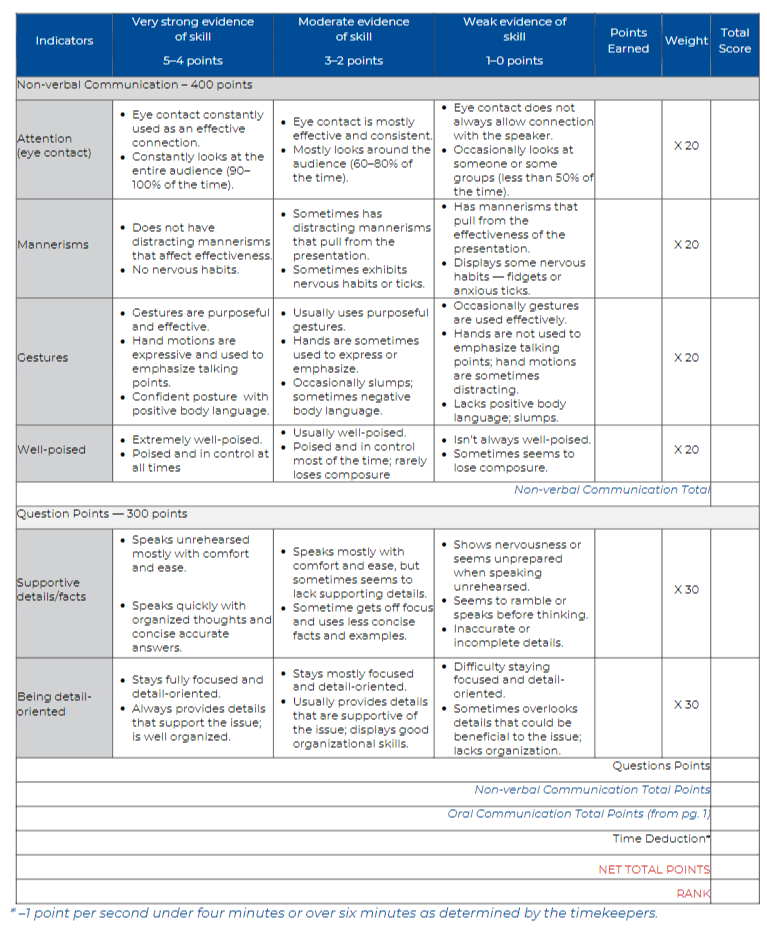 Indicators
Very strong evidence
of skill
5–4 points
Moderate evidence
of skill
3–2 points
Weak evidence of
skill
1–0 points
Points
Earned
Weight
Total
Score
Non-verbal Communication – 400 points
Attention
(eye contact)
• Eye contact constantly
used as an effective
connection.
• Constantly looks at the
entire audience (90–
100% of the time).
• Eye contact is mostly
effective and consistent.
• Mostly looks around the
audience (60–80% of
the time).
• Eye contact does not
always allow connection
with the speaker.
• Occasionally looks at
someone or some
groups (less than 50% of
the time).
X 20
Mannerisms
• Does not have
distracting mannerisms
that affect effectiveness.
• No nervous habits.
• Sometimes has
distracting mannerisms
that pull from the
presentation.
• Sometimes exhibits
nervous habits or ticks.
• Has mannerisms that
pull from the
effectiveness of the
presentation.
• Displays some nervous
habits — fidgets or
anxious ticks.
X 20
Gestures
• Gestures are purposeful
and effective.
• Hand motions are
expressive and used to
emphasize talking
points.
• Confident posture with
positive body language.
• Usually uses purposeful
gestures.
• Hands are sometimes
used to express or
emphasize.
• Occasionally slumps;
sometimes negative
body language.
• Occasionally gestures
are used effectively.
• Hands are not used to
emphasize talking
points; hand motions
are sometimes
distracting.
• Lacks positive body
language; slumps.
X 20
Well-poised
• Extremely well-poised.
• Poised and in control at
all times
• Usually well-poised.
• Poised and in control
most of the time; rarely
loses composure
• Isn't always well-poised.
• Sometimes seems to
lose composure.
X 20
Non-verbal Communication Total
Question Points — 300 points
Supportive
details/facts
• Speaks unrehearsed
mostly with comfort
and ease.
• Speaks quickly with
organized thoughts and
concise accurate
answers.
• Speaks mostly with
comfort and ease, but
sometimes seems to
lack supporting details.
• Sometime gets off focus
and uses less concise
facts and examples.
• Shows nervousness or
seems unprepared
when speaking
unrehearsed.
• Seems to ramble or
speaks before thinking.
• Inaccurate or
incomplete details.
X 30
Being detail-
oriented
• Stays fully focused and
detail-oriented.
• Always provides details
that support the issue;
is well organized.
• Stays mostly focused
and detail-oriented.
• Usually provides details
that are supportive of
the issue; displays good
organizational skills.
• Difficulty staying
focused and detail-
oriented.
• Sometimes overlooks
details that could be
beneficial to the issue;
lacks organization.
X 30
Questions Points
Non-verbal Communication Total Points
Oral Communication Total Points (from pg. 1)
Time Deduction*
NET TOTAL POINTS
RANK
* –1 point per second under four minutes or over six minutes as determined by the timekeepers.